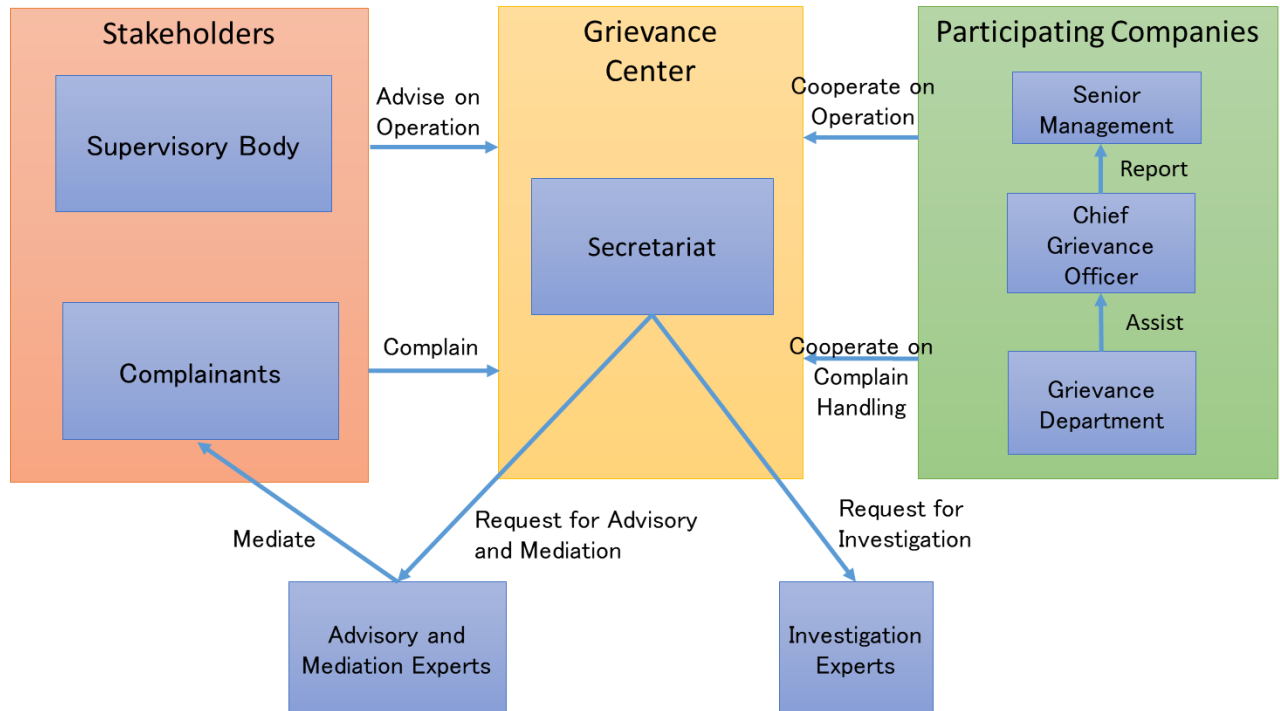 Stakeholders
Supervisory Body
Complainants
Advise on
Operation
Complain
Grievance
Center
Secretariat
Cooperate on
Operation
Cooperate on
Complain
Handling
Participating Companies
Senior
Management
Report
Chief
Grievance
Officer
Assist
Grievance
Department
Mediate
Request for Advisory
and Mediation
Request for
Investigation
Advisory and
Mediation Experts
Investigation
Experts